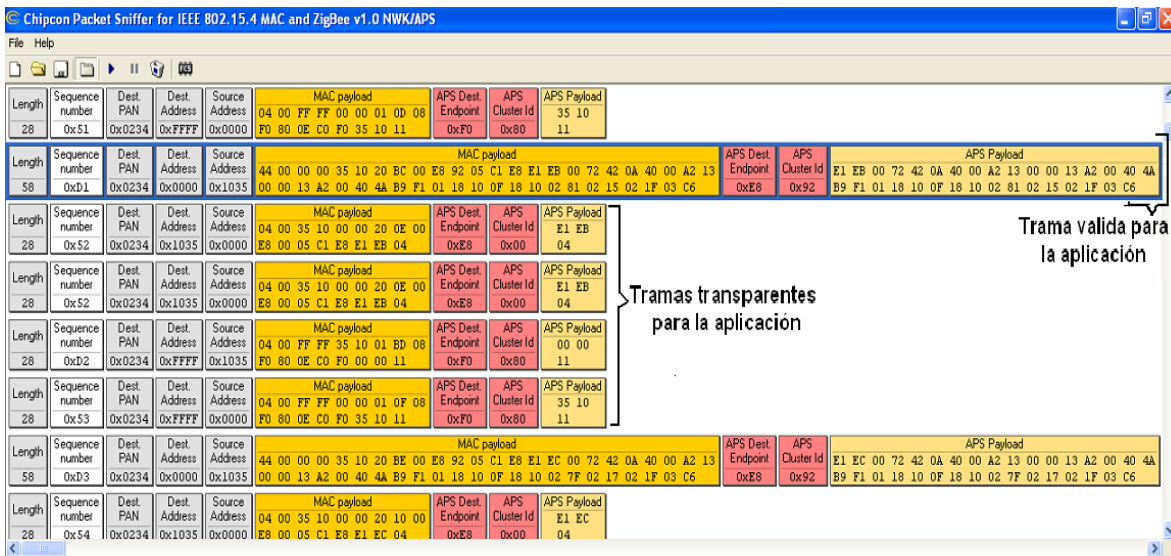 Chipcon Packet Sniffer for IEEE 802.15.4 MAC and ZigBee v1.0 NWK/APS
File Help
Length Sequence number Dest. PAN Dest. Address Source Address MAC payload APS Dest. Endpoint APS Cluster Id APS Payload
04 00 FF FF 00 00 01 0D 08 35 10
28 0x51 0x0234 0xFFFF 0x0000 F0 80 0E C0 F0 35 10 11 0xF0 0x80 11
Length Sequence number Dest. PAN Dest. Address Source Address MAC payload APS Dest. Endpoint APS Cluster Id APS Payload
44 00 00 00 35 10 20 BC 00 E8 92 05 C1 E8 E1 EB 00 72 42 0A 40 00 A2 13 E1 EB 00 72 42 0A 40 00 A2 13 00 00 13 A2 00 40 4A
58 0xD1 0x0234 0x0000 0x1035 00 00 13 A2 00 40 4A B9 F1 01 18 10 0F 18 10 02 81 02 15 02 1F 03 C6 0xE8 0x92 B9 F1 01 18 10 0F 18 10 02 81 02 15 02 1F 03 C6
Trama valida para
la aplicación
Length Sequence number Dest. PAN Dest. Address Source Address MAC payload APS Dest. Endpoint APS Cluster Id APS Payload
04 00 35 10 00 00 20 0E 00 E1 EB
28 0x52 0x0234 0x1035 0x0000 E8 00 05 C1 E8 E1 EB 04 0xE8 0x00 04
Length Sequence number Dest. PAN Dest. Address Source Address MAC payload APS Dest. Endpoint APS Cluster Id APS Payload
04 00 35 10 00 00 20 0E 00 E1 EB
28 0x52 0x0234 0x1035 0x0000 E8 00 05 C1 E8 E1 EB 04 0xE8 0x00 04
Tramas transparentes
para la aplicación
Length Sequence number Dest. PAN Dest. Address Source Address MAC payload APS Dest. Endpoint APS Cluster Id APS Payload
04 00 FF FF 35 10 01 BD 08 00 00
28 0xD2 0x0234 0xFFFF 0x1035 F0 80 0E C0 F0 00 00 11 0xF0 0x80 11
Length Sequence number Dest. PAN Dest. Address Source Address MAC payload APS Dest. Endpoint APS Cluster Id APS Payload
04 00 FF FF 00 00 01 0F 08 35 10
28 0x53 0x0234 0xFFFF 0x0000 F0 80 0E C0 F0 35 10 11 0xF0 0x80 11
Length Sequence number Dest. PAN Dest. Address Source Address MAC payload APS Dest. Endpoint APS Cluster Id APS Payload
44 00 00 00 35 10 20 BE 00 E8 92 05 C1 E8 E1 EC 00 72 42 0A 40 00 A2 13 E1 EC 00 72 42 0A 40 00 A2 13 00 00 13 A2 00 40 4A
58 0xD3 0x0234 0x0000 0x1035 00 00 13 A2 00 40 4A B9 F1 01 18 10 0F 18 10 02 7F 02 17 02 1F 03 C6 0xE8 0x92 B9 F1 01 18 10 0F 18 10 02 7F 02 17 02 1F 03 C6
Length Sequence number Dest. PAN Dest. Address Source Address MAC payload APS Dest. Endpoint APS Cluster Id APS Payload
04 00 35 10 00 00 20 10 00 E1 EC
28 0x54 0x0234 0x1035 0x0000 E8 00 05 C1 E8 E1 EC 04 0xE8 0x00 04